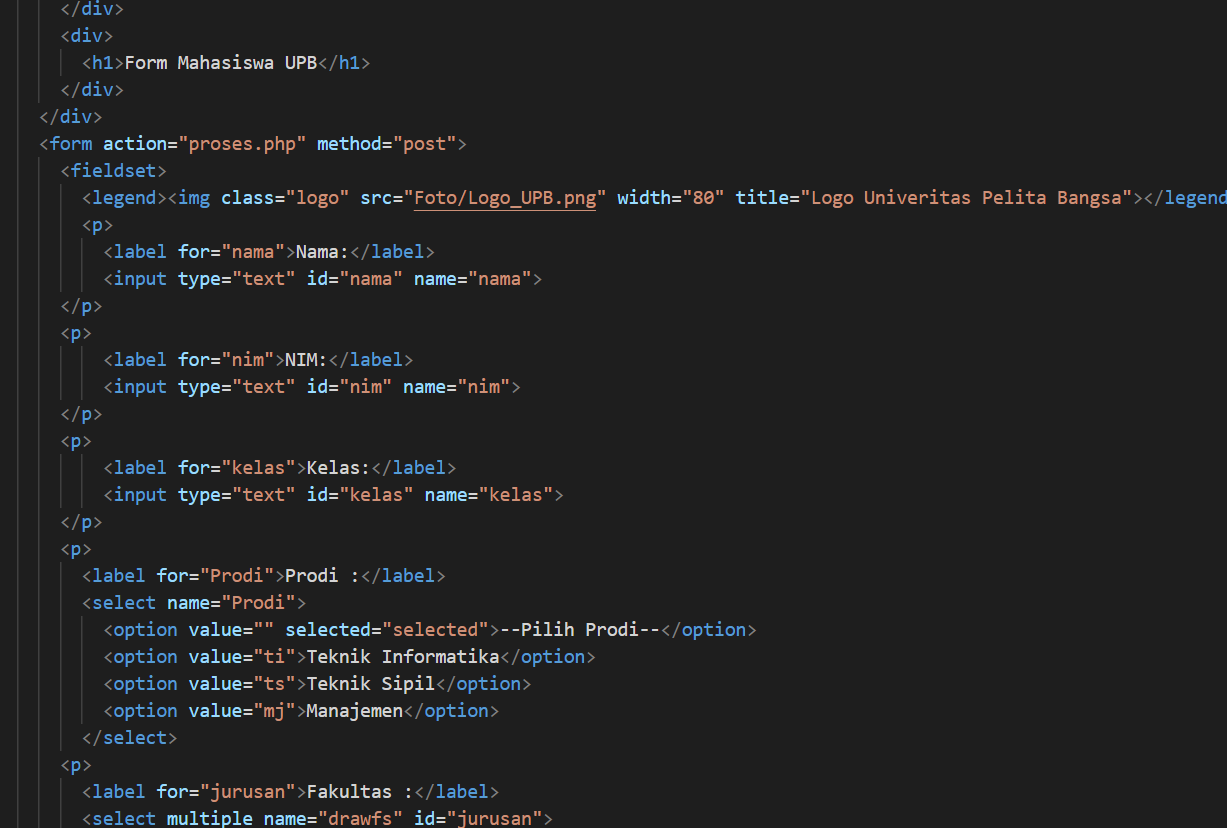 </div>
<div>
<h1>Form Mahasiswa UPB</h1>
</div>
</div>
<form action="proses.php" method="post">
<fieldset>
<legend><img class="logo" src="Foto/Logo_UPB.png" width="80" title="Logo Univeritas Pelita Bangsa"></legend
<p>
<label for="nama">Nama:</label>
<input type="text" id="nama" name="nama">
</p>
<p>
<label for="nim">NIM:</label>
<input type="text" id="nim" name="nim">
</p>
<p>
<label for="kelas">Kelas:</label>
<input type="text" id="kelas" name="kelas">
</p>
<p>
<label for="Prodi">Prodi :</label>
<select name="Prodi">
<option value="" selected="selected">--Pilih Prodi--</option>
<option value="ti">Teknik Informatika</option>
<option value="ts">Teknik Sipil</option>
<option value="mj">Manajemen</option>
</select>
<p>
<label for="jurusan">Fakultas :</label>
<select multiple name="drawfs" id="jurusan">